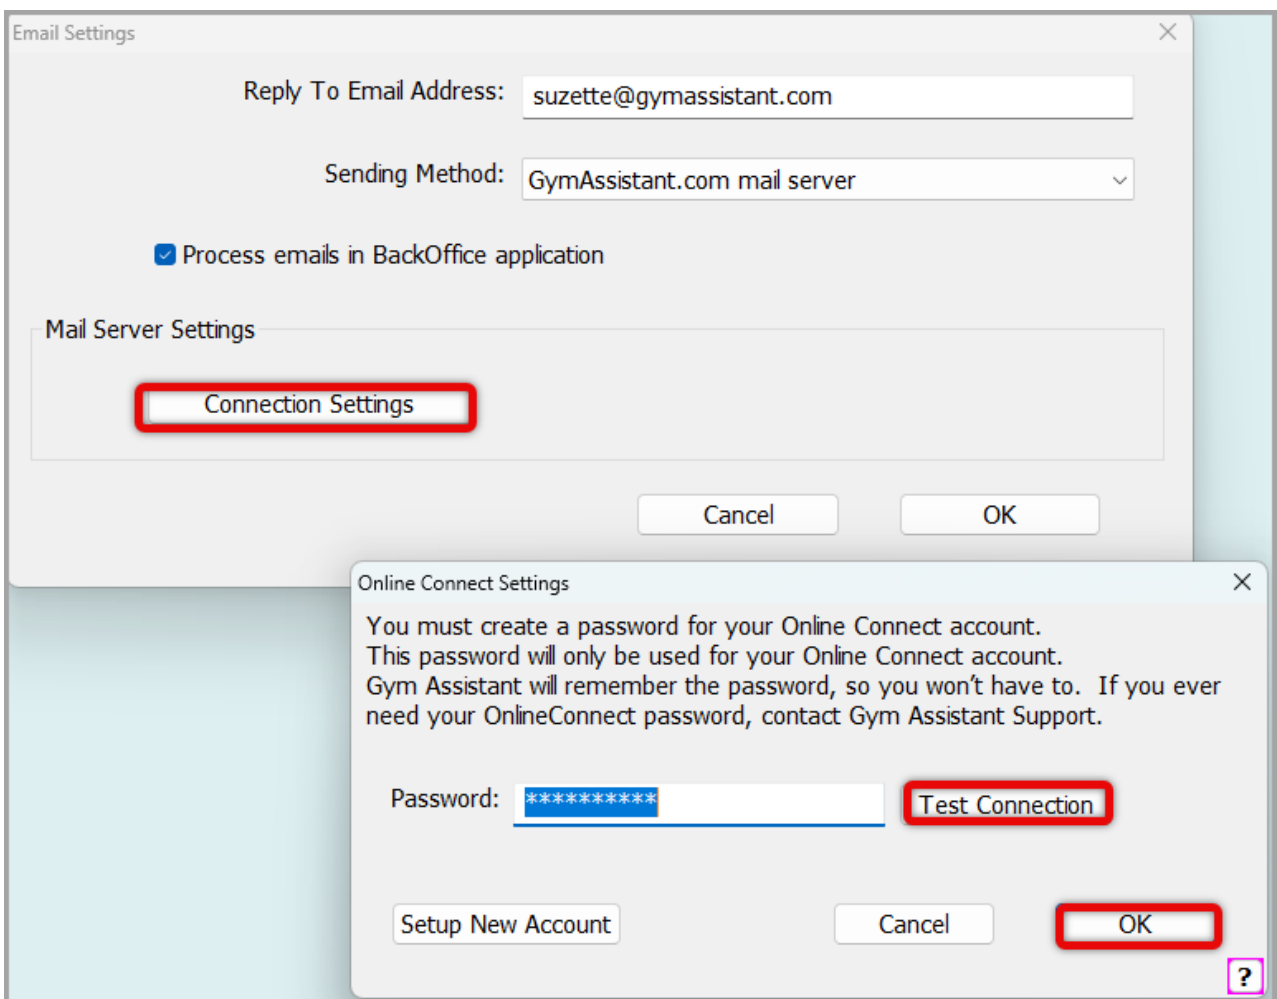 Email Settings
Reply To Email Address: suzette@gymassistant.com
Sending Method: GymAssistant.com mail server
Process emails in BackOffice application
Mail Server Settings
Connection Settings
Cancel OK
Online Connect Settings
You must create a password for your Online Connect account.
This password will only be used for your Online Connect account.
Gym Assistant will remember the password, so you won't have to.  If you ever
need your OnlineConnect password, contact Gym Assistant Support.
Password: ********** Test Connection
Setup New Account Cancel OK
?